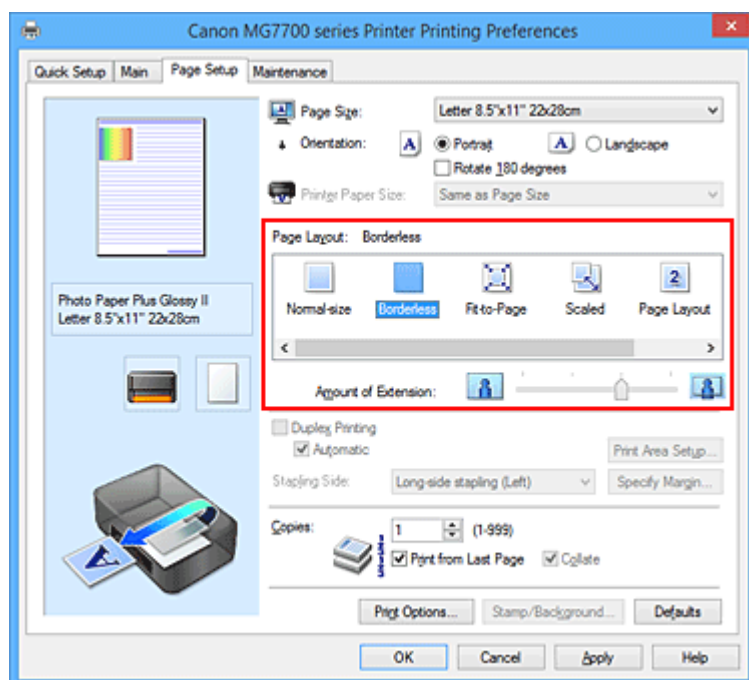 Canon MG7700 series Printer Printing Preferences
Quick Setup Main Page Setup Maintenance
Page Size: Letter 8.5"x11" 22x28cm
Orientation: A Portrait A Landscape
Rotate 180 degrees
Printer Paper Size: Same as Page Size
Page Layout: Borderless
2
Normal-size Borderless Fit-to-Page Scaled Page Layout
Photo Paper Plus Glossy II
Letter 8.5"x11" 22x28cm
Amount of Extension:
Duplex Printing
Automatic Print Area Setup...
Stapling Side: Long-side stapling (Left) Specify Margin...
Copies: 1 (1-999)
Print from Last Page Collate
A
Print Options... Stamp/Background... Defaults
OK Cancel Apply Help